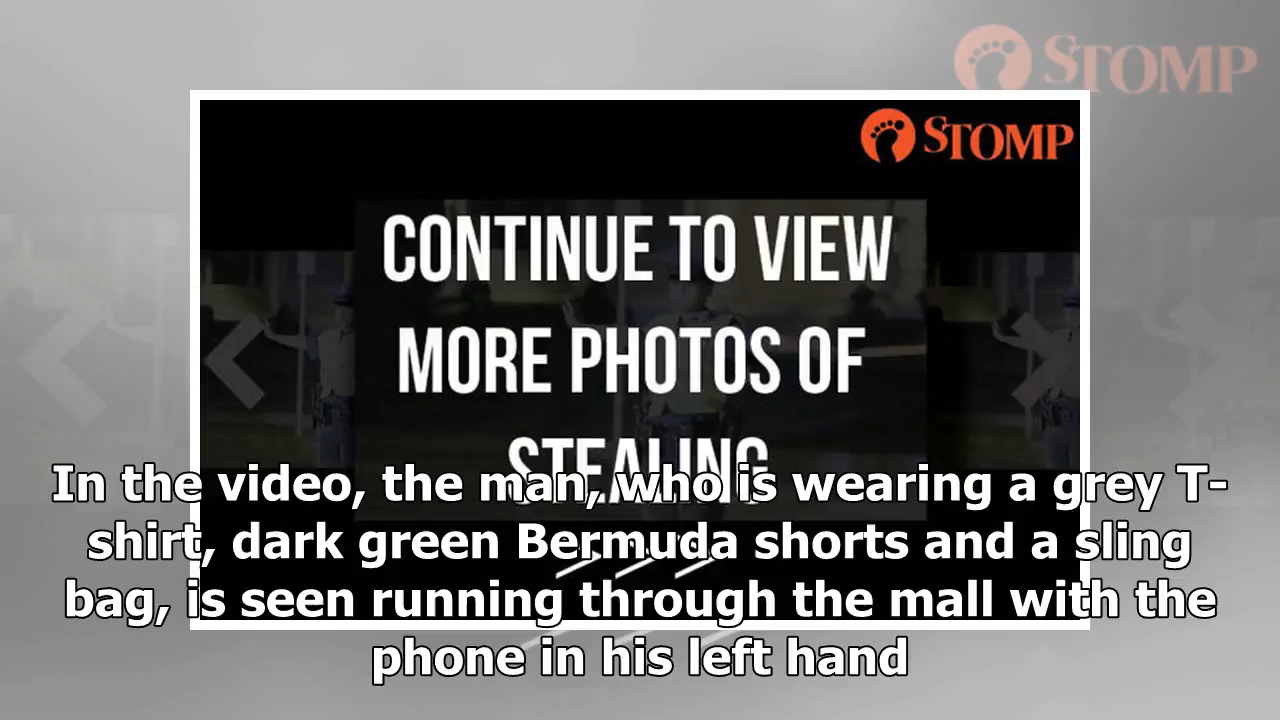 STOMP
STOMP
CONTINUE TO VIEW
MORE PHOTOS OF
STEALING
>>>
In the video, the man, who is wearing a grey T-
shirt, dark green Bermuda shorts and a sling
bag, is seen running through the mall with the
phone in his left hand